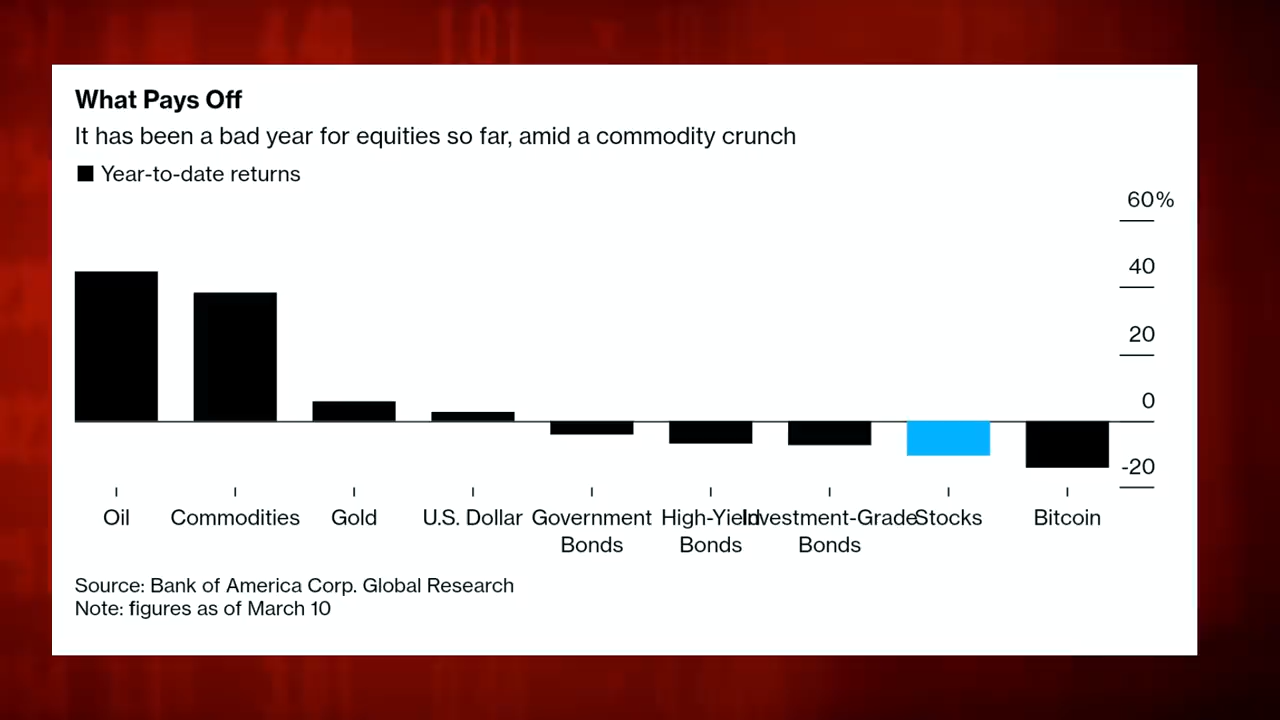 What Pays Off
It has been a bad year for equities so far, amid a commodity crunch
Year-to-date returns
60%
40
20
0
-20
Oil
Commodities
Gold
U.S. Dollar
Government
Bonds
High-Yield
Bonds
Investment-Grade
Bonds
Stocks
Bitcoin
Source: Bank of America Corp. Global Research
Note: figures as of March 10